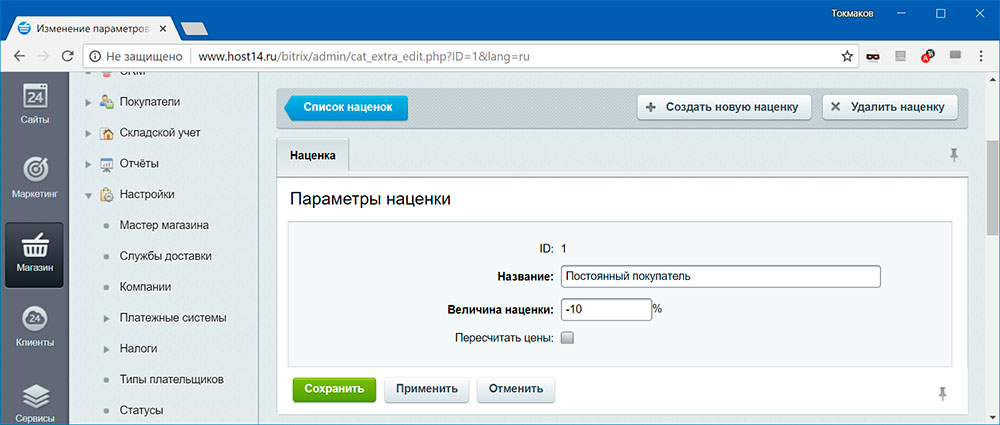 Токмаков
Изменение параметров
Не защищено www.host14.ru/bitrix/admin/cat_extra_edit.php?ID=1&lang=ru
24
Сайты
Маркетинг
Магазин
24
Клиенты
Сервисы
CRM
Покупатели
Складской учет
Отчёты
Настройки
Мастер магазина
Службы доставки
Компании
Платежные системы
Налоги
Типы плательщиков
Статусы
Список наценок
Создать новую наценку
Удалить наценку
Наценка
Параметры наценки
ID: 1
Название: Постоянный покупатель
Величина наценки: -10 %
Пересчитать цены:
Сохранить Применить Отменить